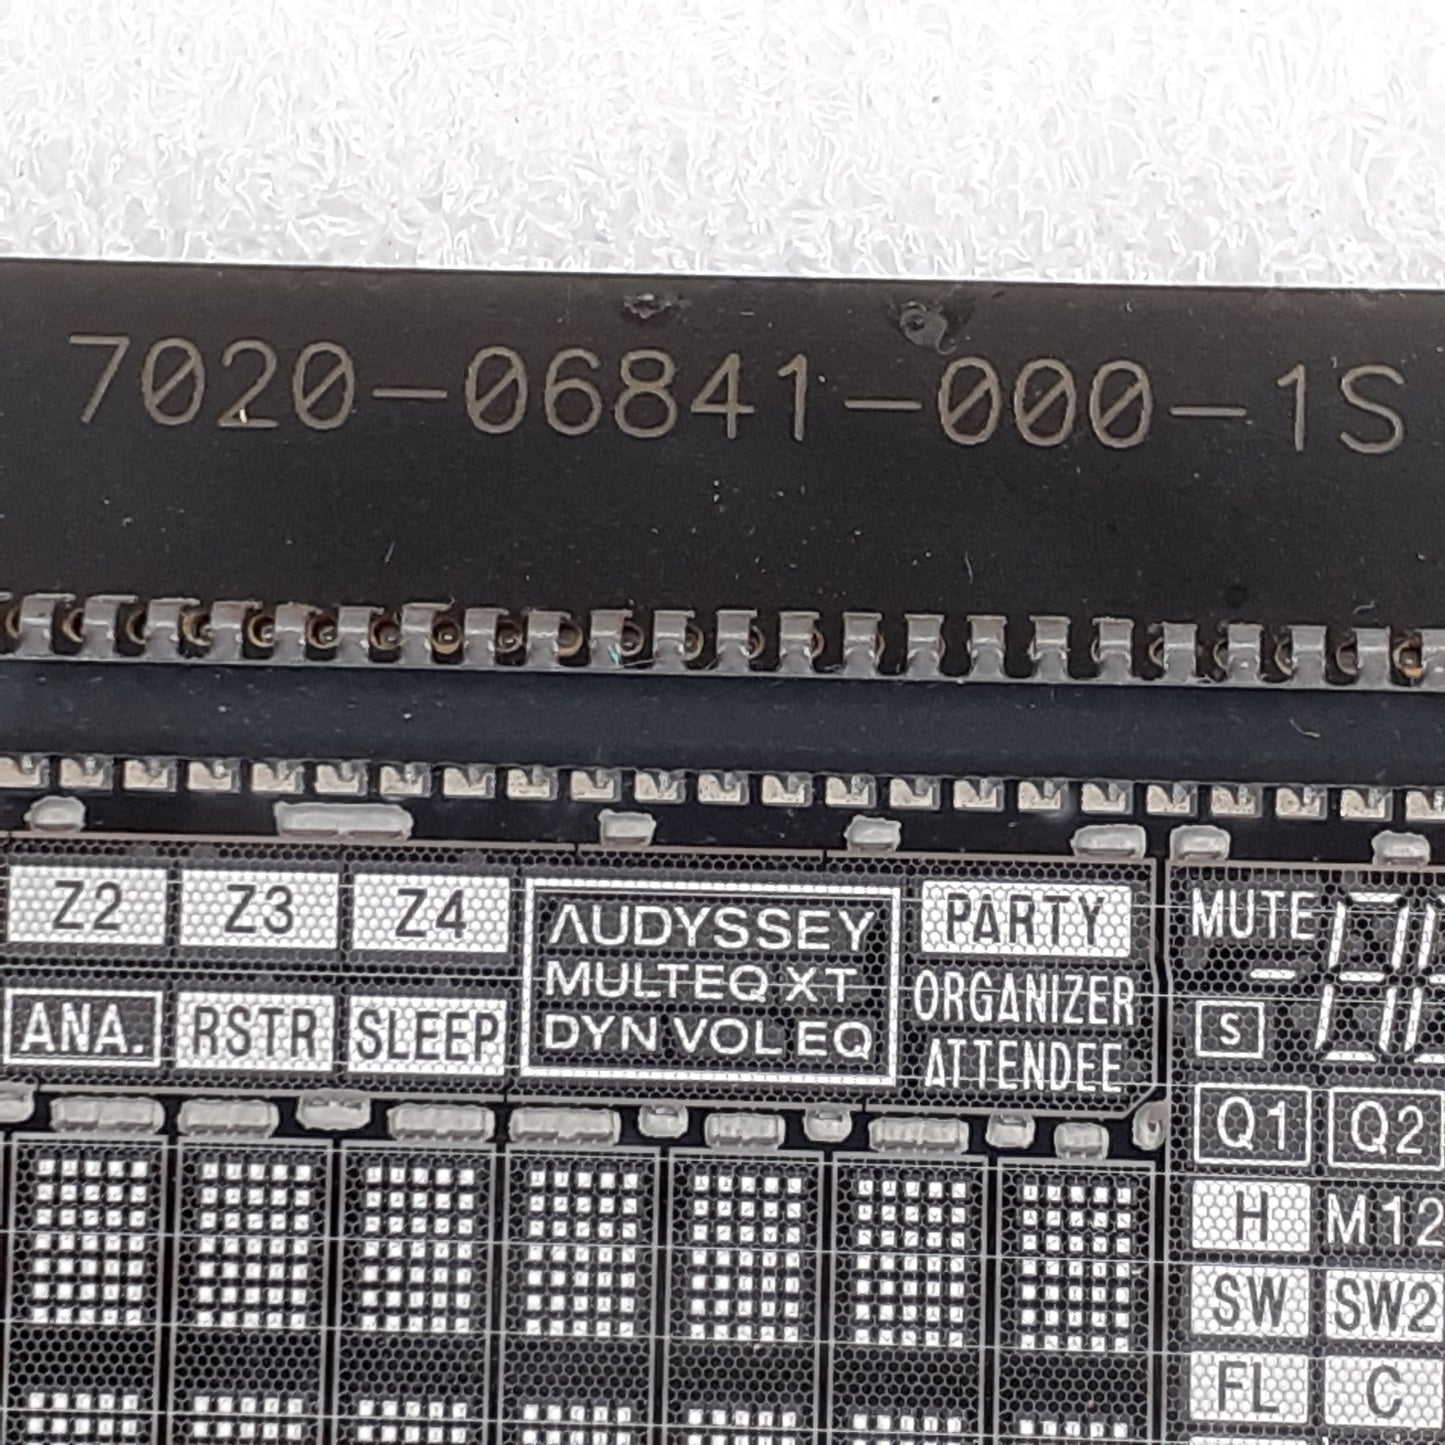 7020-06841-000-1S
Z2 Z3 Z4
AUDYSSEY
MULTEQ XT
DYN VOL EQ
PARTY
ORGANIZER
ATTENDEE
ANA. RSTR SLEEP
MUTE
S
Q1 Q2
H M12
SW SW2
FL C